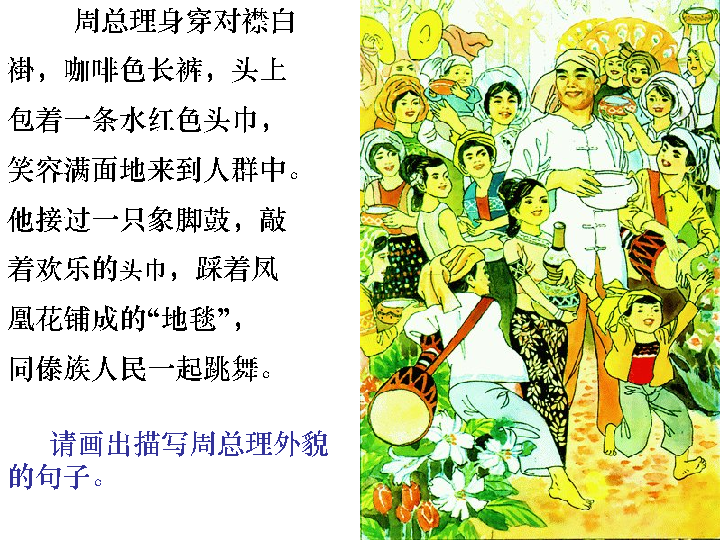 周总理身穿对襟白
褂，咖啡色长裤，头上
包着一条水红色头巾，
笑容满面地来到人群中。
他接过一只象脚鼓，敲
着欢乐的头巾，踩着凤
凰花铺成的“地毯”，
同傣族人民一起跳舞。
请画出描写周总理外貌
的句子。